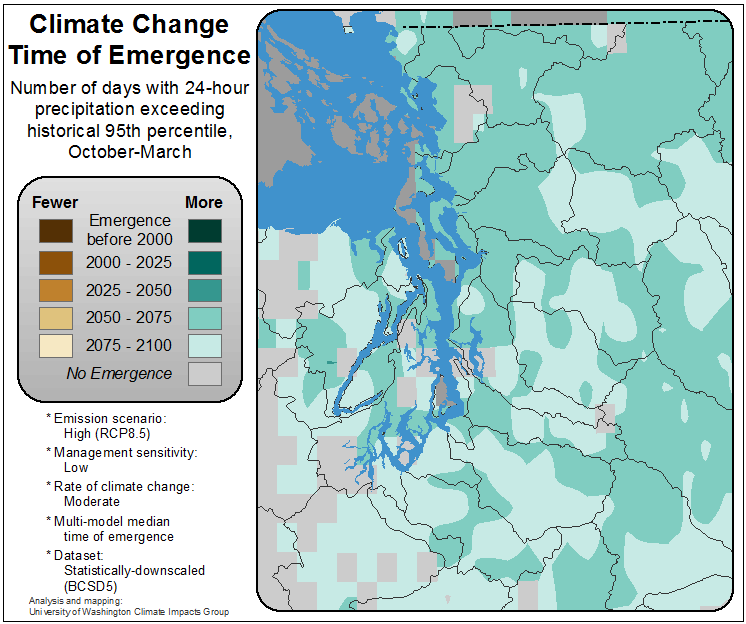 Climate Change
Time of Emergence
Number of days with 24-hour
precipitation exceeding
historical 95th percentile,
October-March
Fewer More
Emergence
before 2000
2000 - 2025
2025 - 2050
2050 - 2075
2075 - 2100
No Emergence
* Emission scenario:
High (RCP8.5)
* Management sensitivity:
Low
* Rate of climate change:
Moderate
* Multi-model median
time of emergence
* Dataset:
Statistically-downscaled
(BCSD5)
Analysis and mapping:
University of Washington Climate Impacts Group